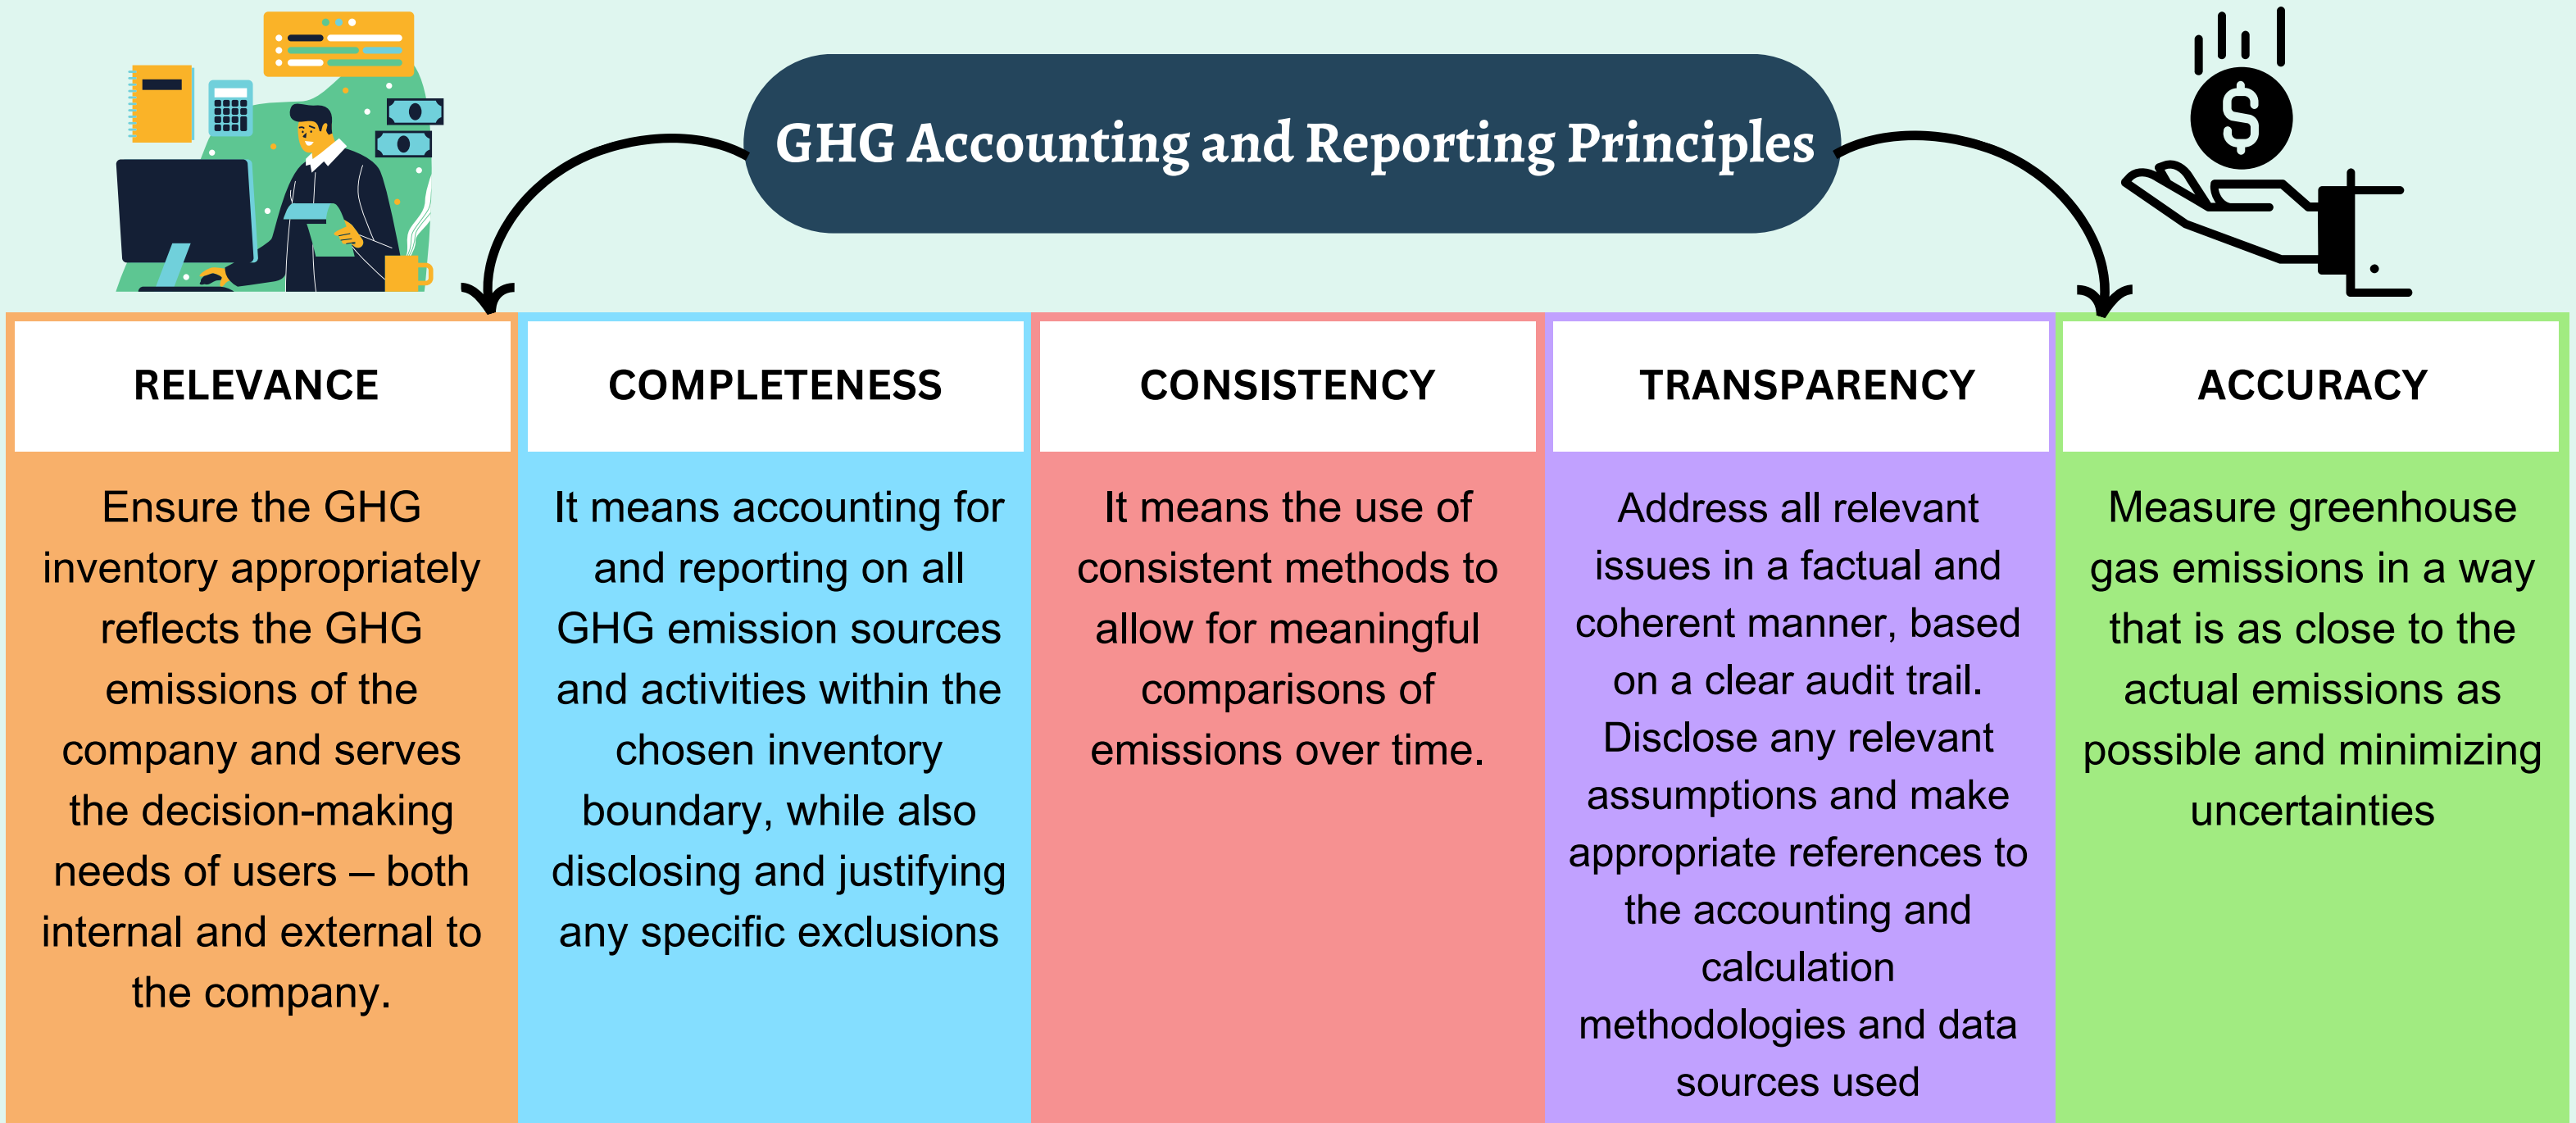 GHG Accounting and Reporting Principles
$
RELEVANCE
Ensure the GHG
inventory appropriately
reflects the GHG
emissions of the
company and serves
the decision-making
needs of users – both
internal and external to
the company.
COMPLETENESS
It means accounting for
and reporting on all
GHG emission sources
and activities within the
chosen inventory
boundary, while also
disclosing and justifying
any specific exclusions
CONSISTENCY
It means the use of
consistent methods to
allow for meaningful
comparisons of
emissions over time.
TRANSPARENCY
Address all relevant
issues in a factual and
coherent manner, based
on a clear audit trail.
Disclose any relevant
assumptions and make
appropriate references to
the accounting and
calculation
methodologies and data
sources used
ACCURACY
Measure greenhouse
gas emissions in a way
that is as close to the
actual emissions as
possible and minimizing
uncertainties